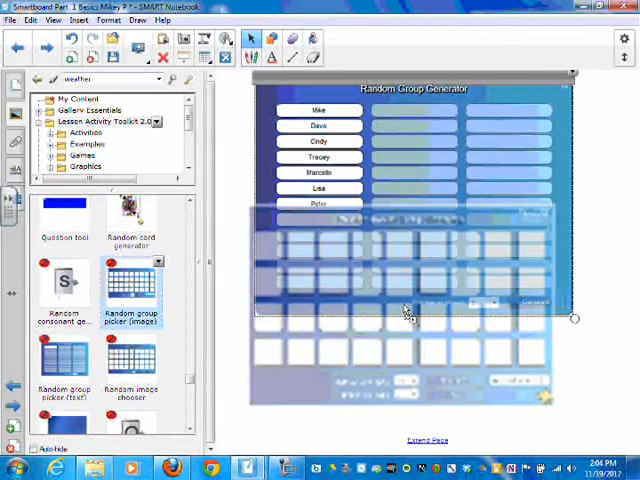 Smartboard Part 1 Basics Mikey P * - SMART Notebook
File Edit View Insert Format Draw Help
weather
My Content
Gallery Essentials
Lesson Activity Toolkit 2.0
Activities
Examples
Games
Graphics
Question tool
Random card generator
Random consonant ge...
Random group picker (image)
Random group picker (text)
Random image chooser
Auto-hide
Random Group Generator
Mike
Dave
Cindy
Tracey
Marcello
Lisa
Peter
Generate
Extend Page
2:04 PM
11/19/2012